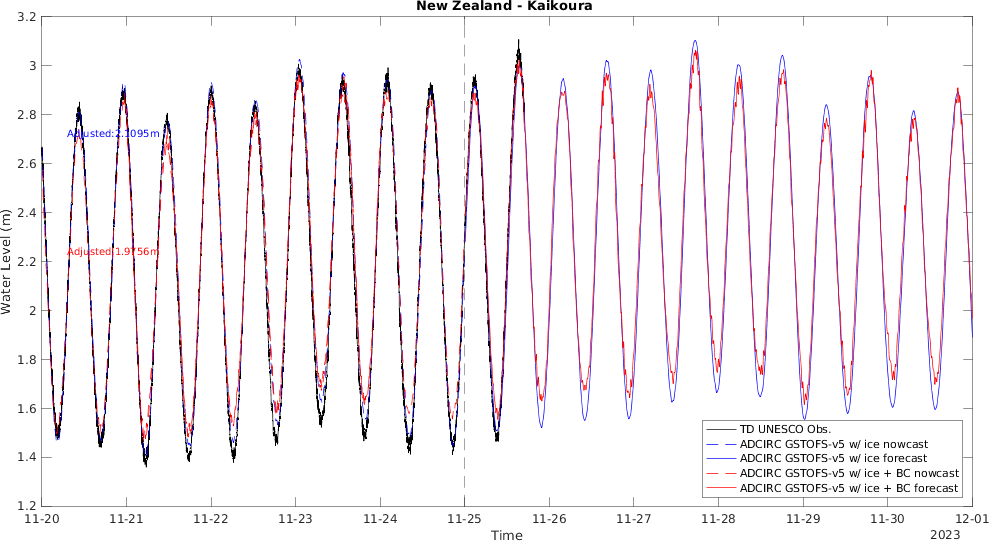 New Zealand - Kaikoura
3.2
3
2.8
2.6
2.4
2.2
2
1.8
1.6
1.4
1.2
Water Level (m)
Adjusted:2.1095m
Adjusted:1.9756m
TD UNESCO Obs.
ADCIRC GSTOFS-v5 w/ ice nowcast
ADCIRC GSTOFS-v5 w/ ice forecast
ADCIRC GSTOFS-v5 w/ ice + BC nowcast
ADCIRC GSTOFS-v5 w/ ice + BC forecast
11-20 11-21 11-22 11-23 11-24 11-25 11-26 11-27 11-28 11-29 11-30 12-01
Time
2023